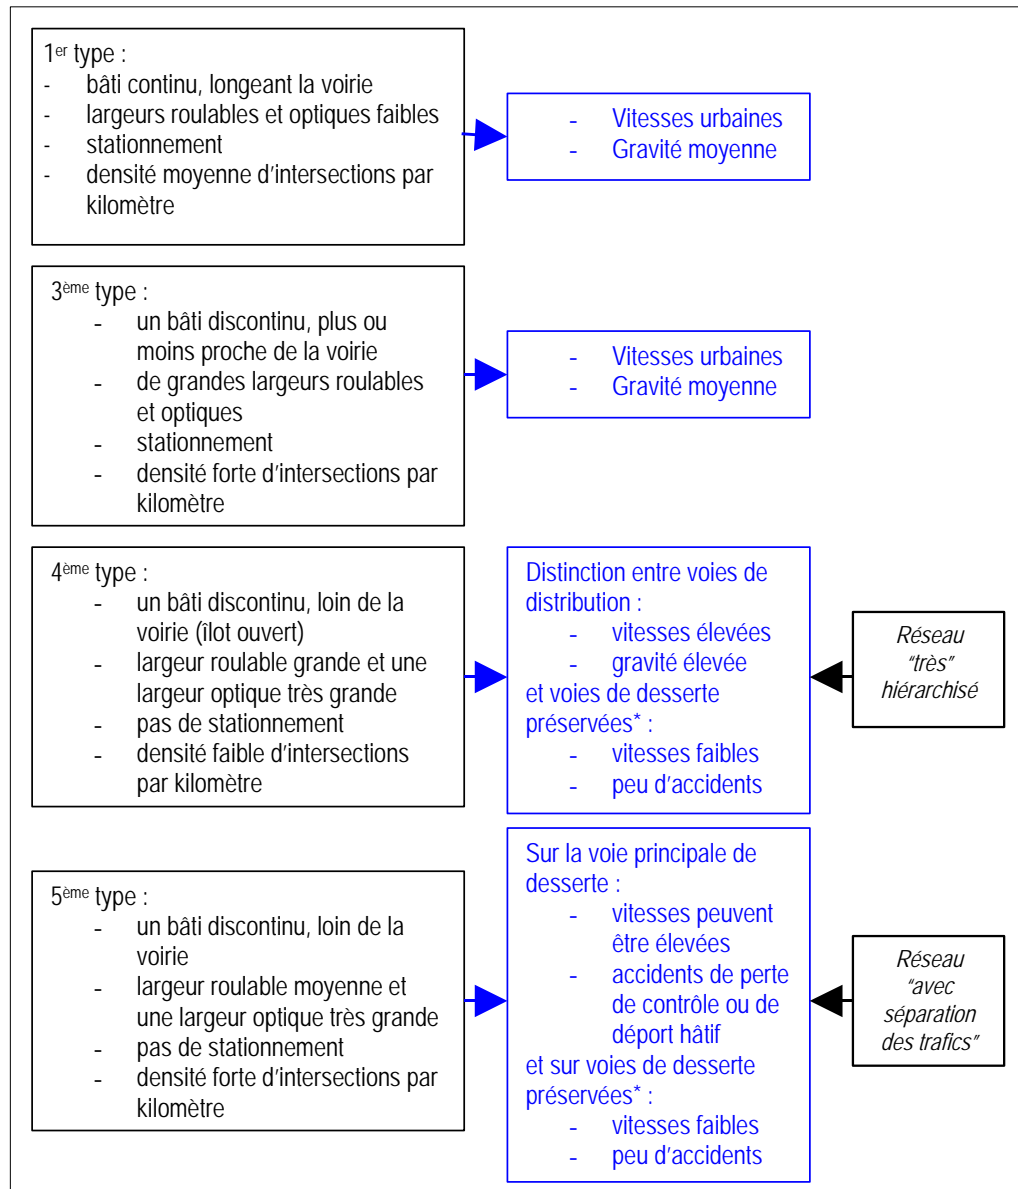 1er type :
- bâti continu, longeant la voirie
- largeurs roulables et optiques faibles
- stationnement
- densité moyenne d'intersections par
kilomètre
- Vitesses urbaines
- Gravité moyenne
3ème type :
- un bâti discontinu, plus ou
moins proche de la voirie
- de grandes largeurs roulables
et optiques
- stationnement
- densité forte d'intersections par
kilomètre
- Vitesses urbaines
- Gravité moyenne
4ème type :
- un bâti discontinu, loin de la
voirie (îlot ouvert)
- largeur roulable grande et une
largeur optique très grande
- pas de stationnement
- densité faible d'intersections
par kilomètre
Distinction entre voies de
distribution :
- vitesses élevées
- gravité élevée
et voies de desserte
préservées* :
- vitesses faibles
- peu d'accidents
Réseau
"très"
hiérarchisé
5ème type :
- un bâti discontinu, loin de la
voirie
- largeur roulable moyenne et
une largeur optique très grande
- pas de stationnement
- densité forte d'intersections par
kilomètre
Sur la voie principale de
desserte :
- vitesses peuvent
être élevées
- accidents de perte
de contrôle ou de
déport hâtif
et sur voies de desserte
préservées* :
- vitesses faibles
- peu d'accidents
Réseau
"avec
séparation
des trafics"